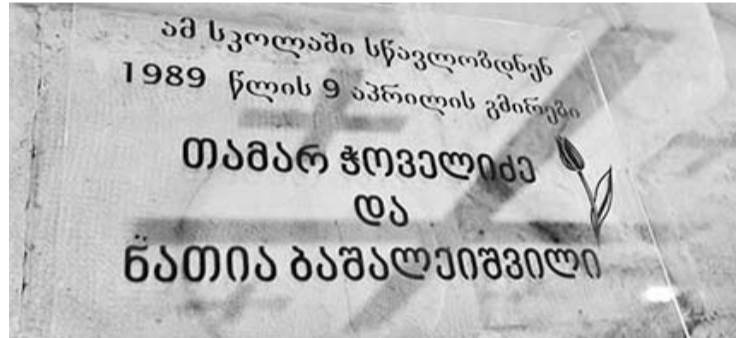 ამ სკოლაში სწავლობდნენ
1989 წლის 9 აპრილის გმირები
თამარ ჭოველიძე
და
ნათია ბაშალეიშვილი